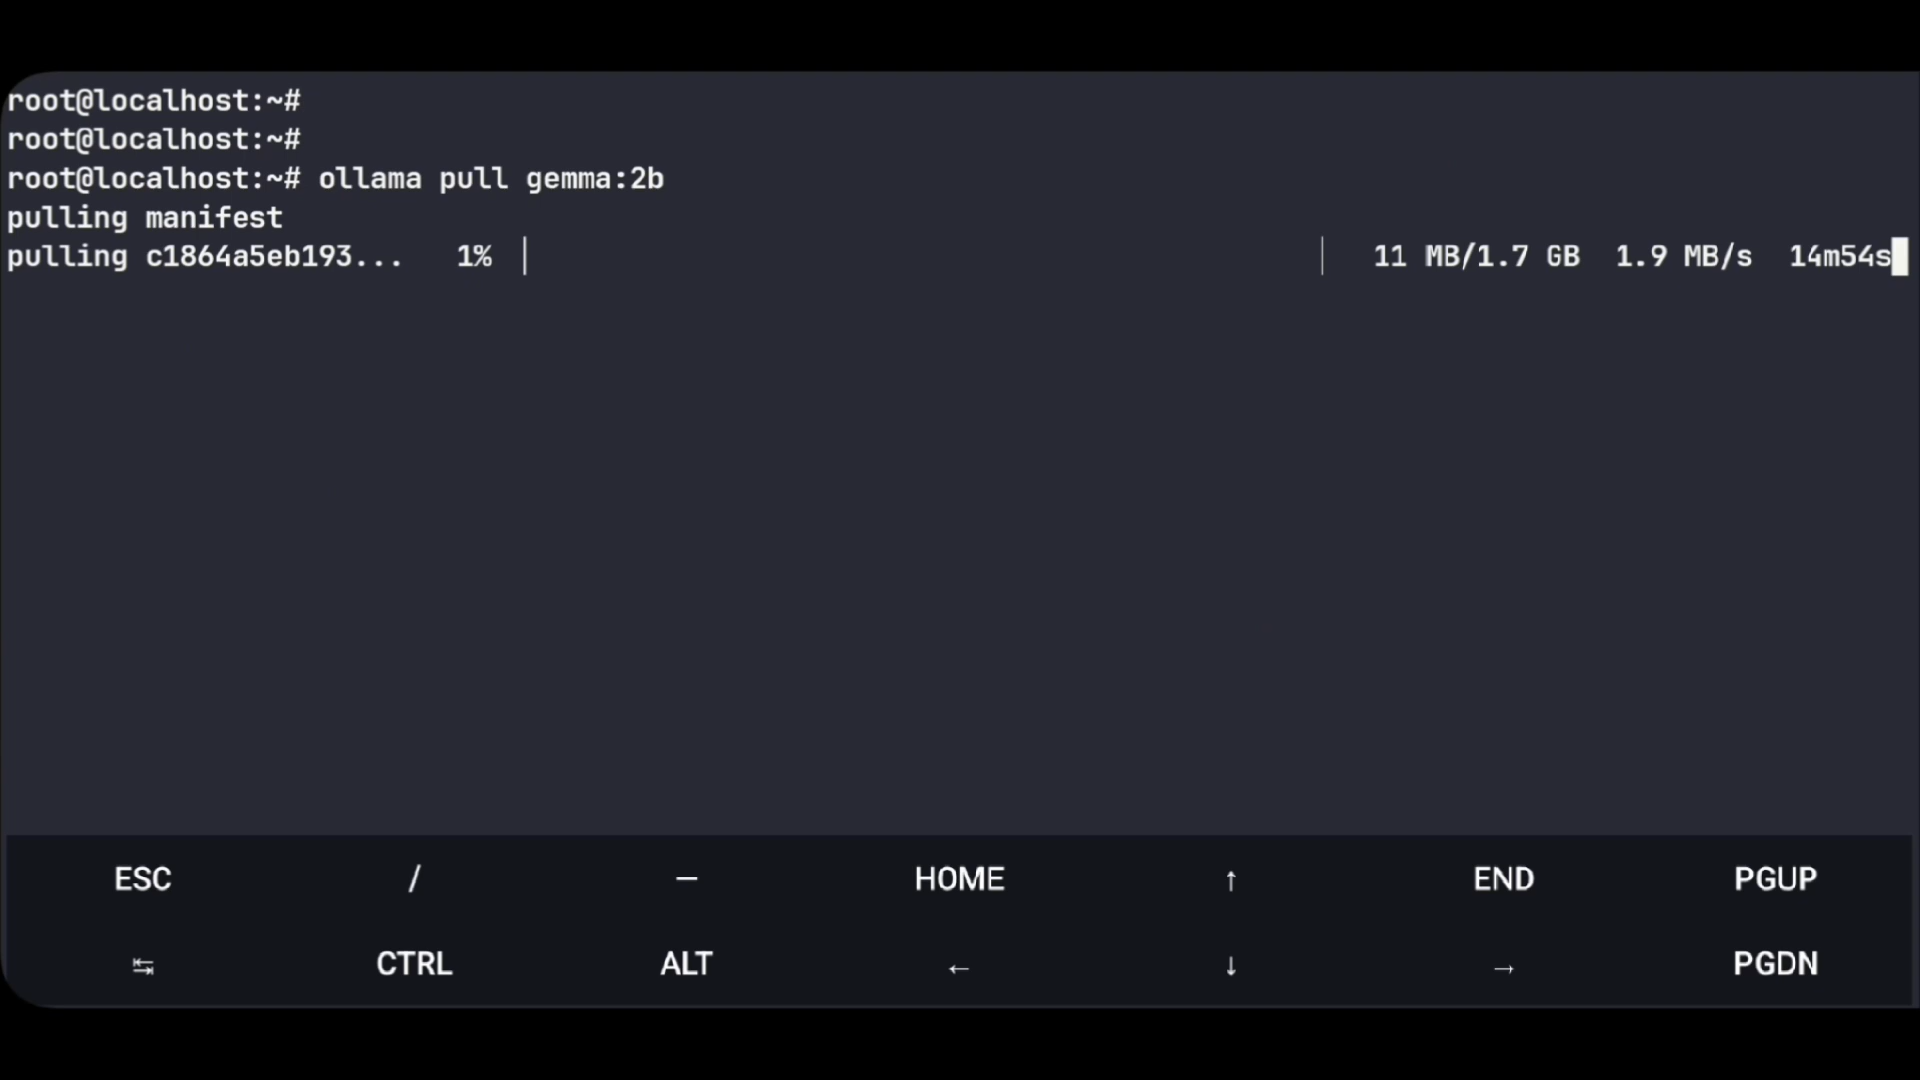 root@localhost:~#
root@localhost:~#
root@localhost:~# ollama pull gemma:2b
pulling manifest
pulling c1864a5eb193... 1% 11 MB/1.7 GB 1.9 MB/s 14m54s
ESC / — HOME ↑ END PGUP
↹ CTRL ALT ← ↓ → PGDN